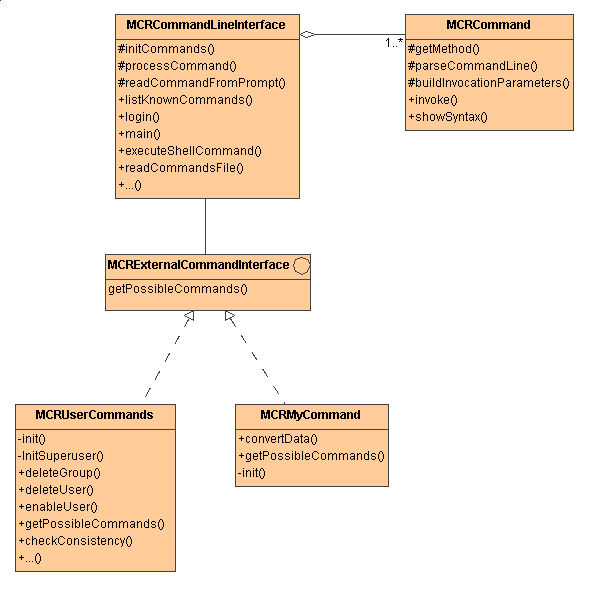 MCRCommandLineInterface
#initCommands()
#processCommand()
#readCommandFromPrompt()
+listKnownCommands()
+login()
+main()
+executeShellCommand()
+readCommandsFile()
+...()
1..*
MCRCommand
#getMethod()
#parseCommandLine()
#buildInvocationParameters()
+invoke()
+showSyntax()
MCRExternalCommandInterface
getPossibleCommands()
MCRUserCommands
-init()
-InitSuperuser()
+deleteGroup()
+deleteUser()
+enableUser()
+getPossibleCommands()
+checkConsistency()
+...()
MCRMyCommand
+convertData()
+getPossibleCommands()
-init()